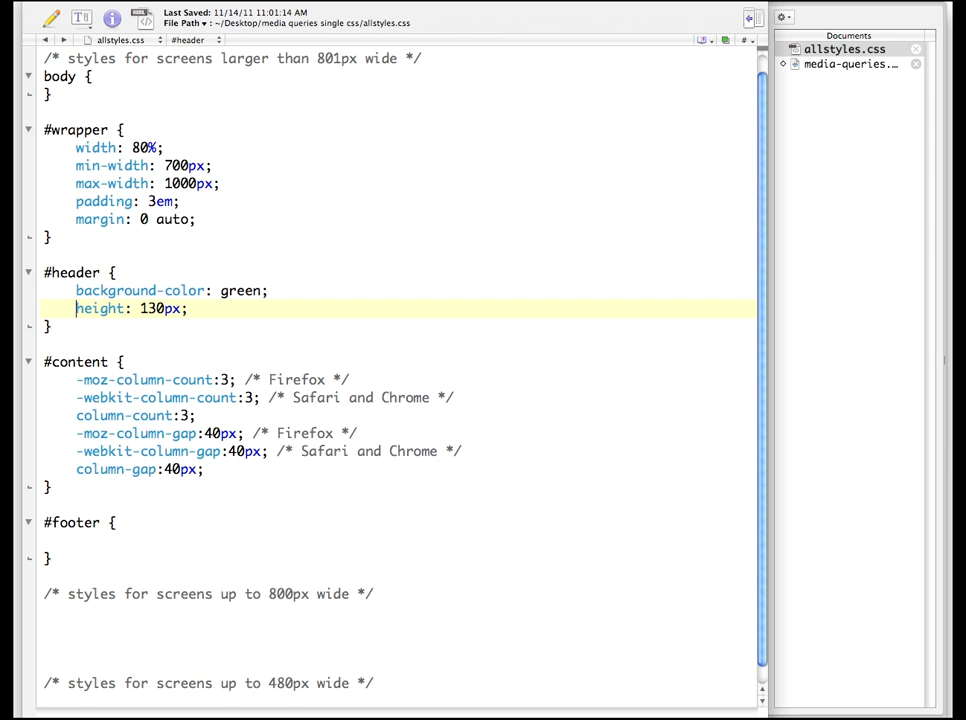 Last Saved: 11/14/11 11:01:14 AM
File Path ▾ : ~/Desktop/media queries single css/allstyles.css
allstyles.css #header
/* styles for screens larger than 801px wide */
body {
}
#wrapper {
width: 80%;
min-width: 700px;
max-width: 1000px;
padding: 3em;
margin: 0 auto;
}
#header {
background-color: green;
height: 130px;
}
#content {
-moz-column-count:3; /* Firefox */
-webkit-column-count:3; /* Safari and Chrome */
column-count:3;
-moz-column-gap:40px; /* Firefox */
-webkit-column-gap:40px; /* Safari and Chrome */
column-gap:40px;
}
#footer {
}
/* styles for screens up to 800px wide */
/* styles for screens up to 480px wide */
Documents
allstyles.css
media-queries....